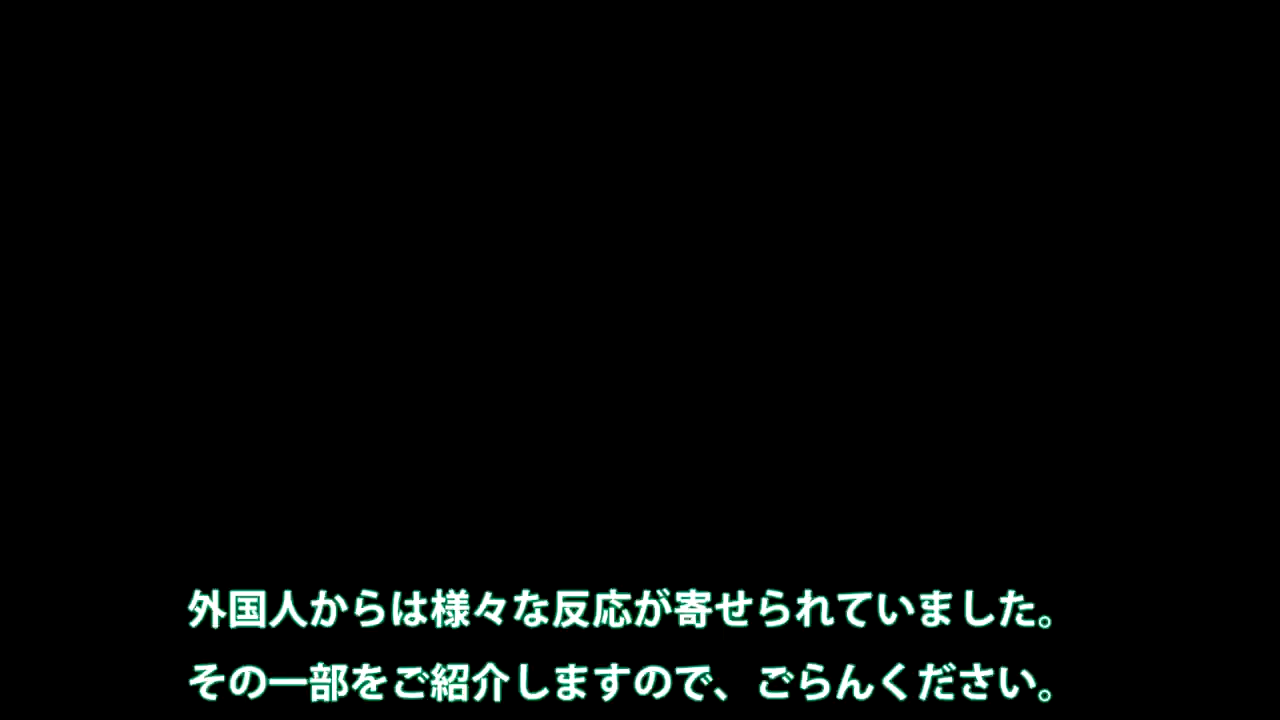 外国人からは様々な反応が寄せられていました。
その一部をご紹介しますので、ごらんください。